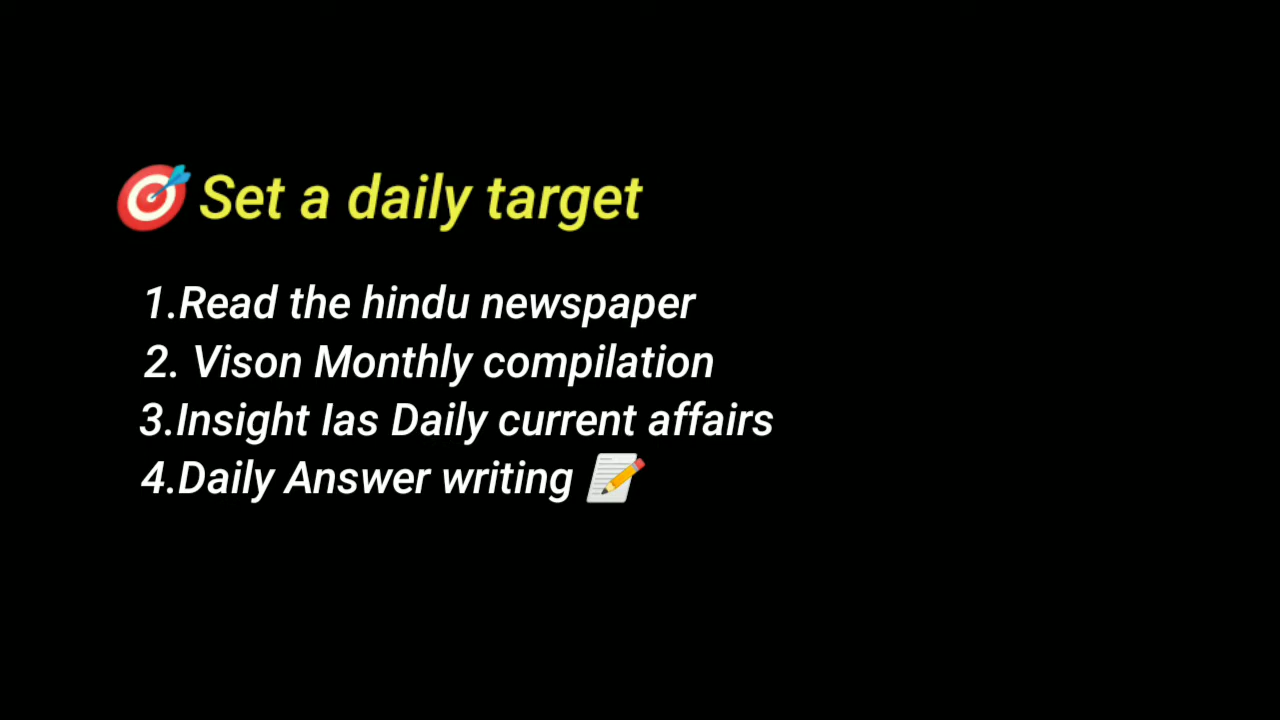 🎯 Set a daily target
1.Read the hindu newspaper
2. Vison Monthly compilation
3.Insight Ias Daily current affairs
4.Daily Answer writing 📝